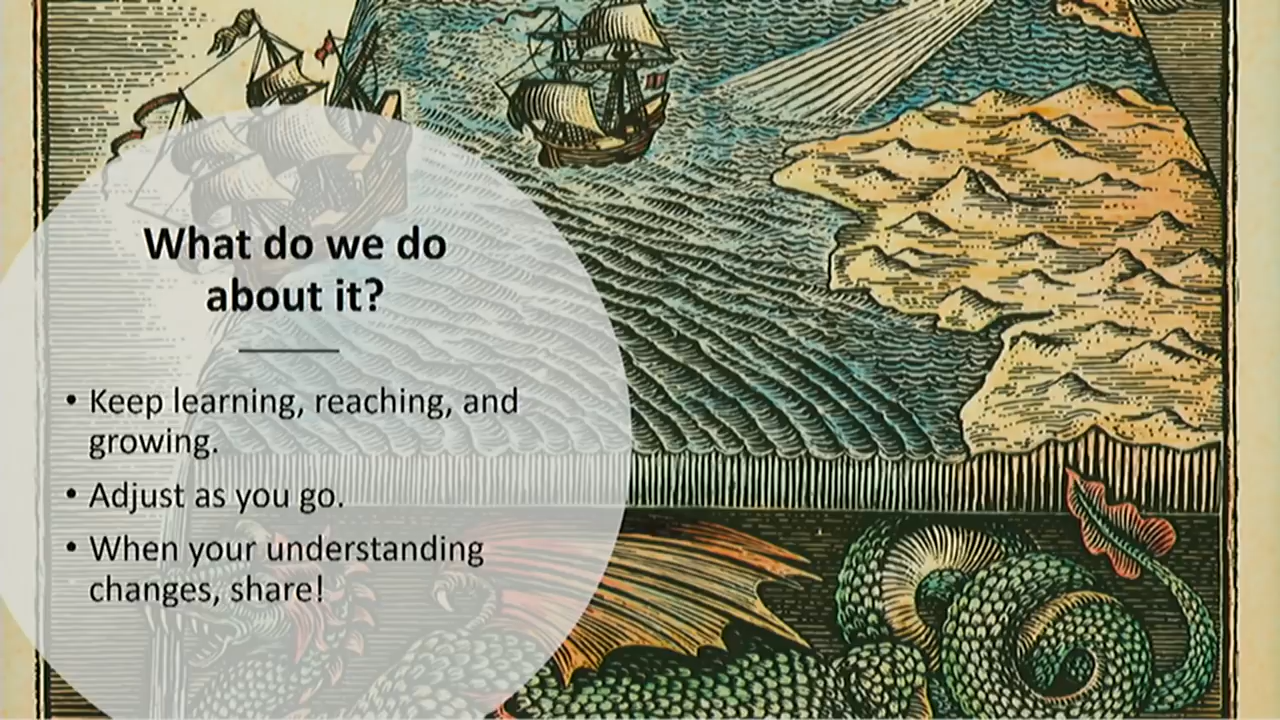 What do we do
about it?
• Keep learning, reaching, and
growing.
• Adjust as you go.
• When your understanding
changes, share!